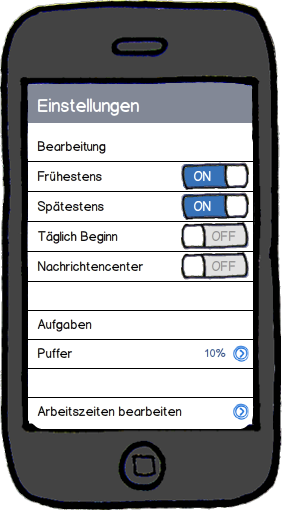 Einstellungen
Bearbeitung
Frühestens ON
Spätestens ON
Täglich Beginn OFF
Nachrichtencenter OFF
Aufgaben
Puffer 10%
Arbeitszeiten bearbeiten